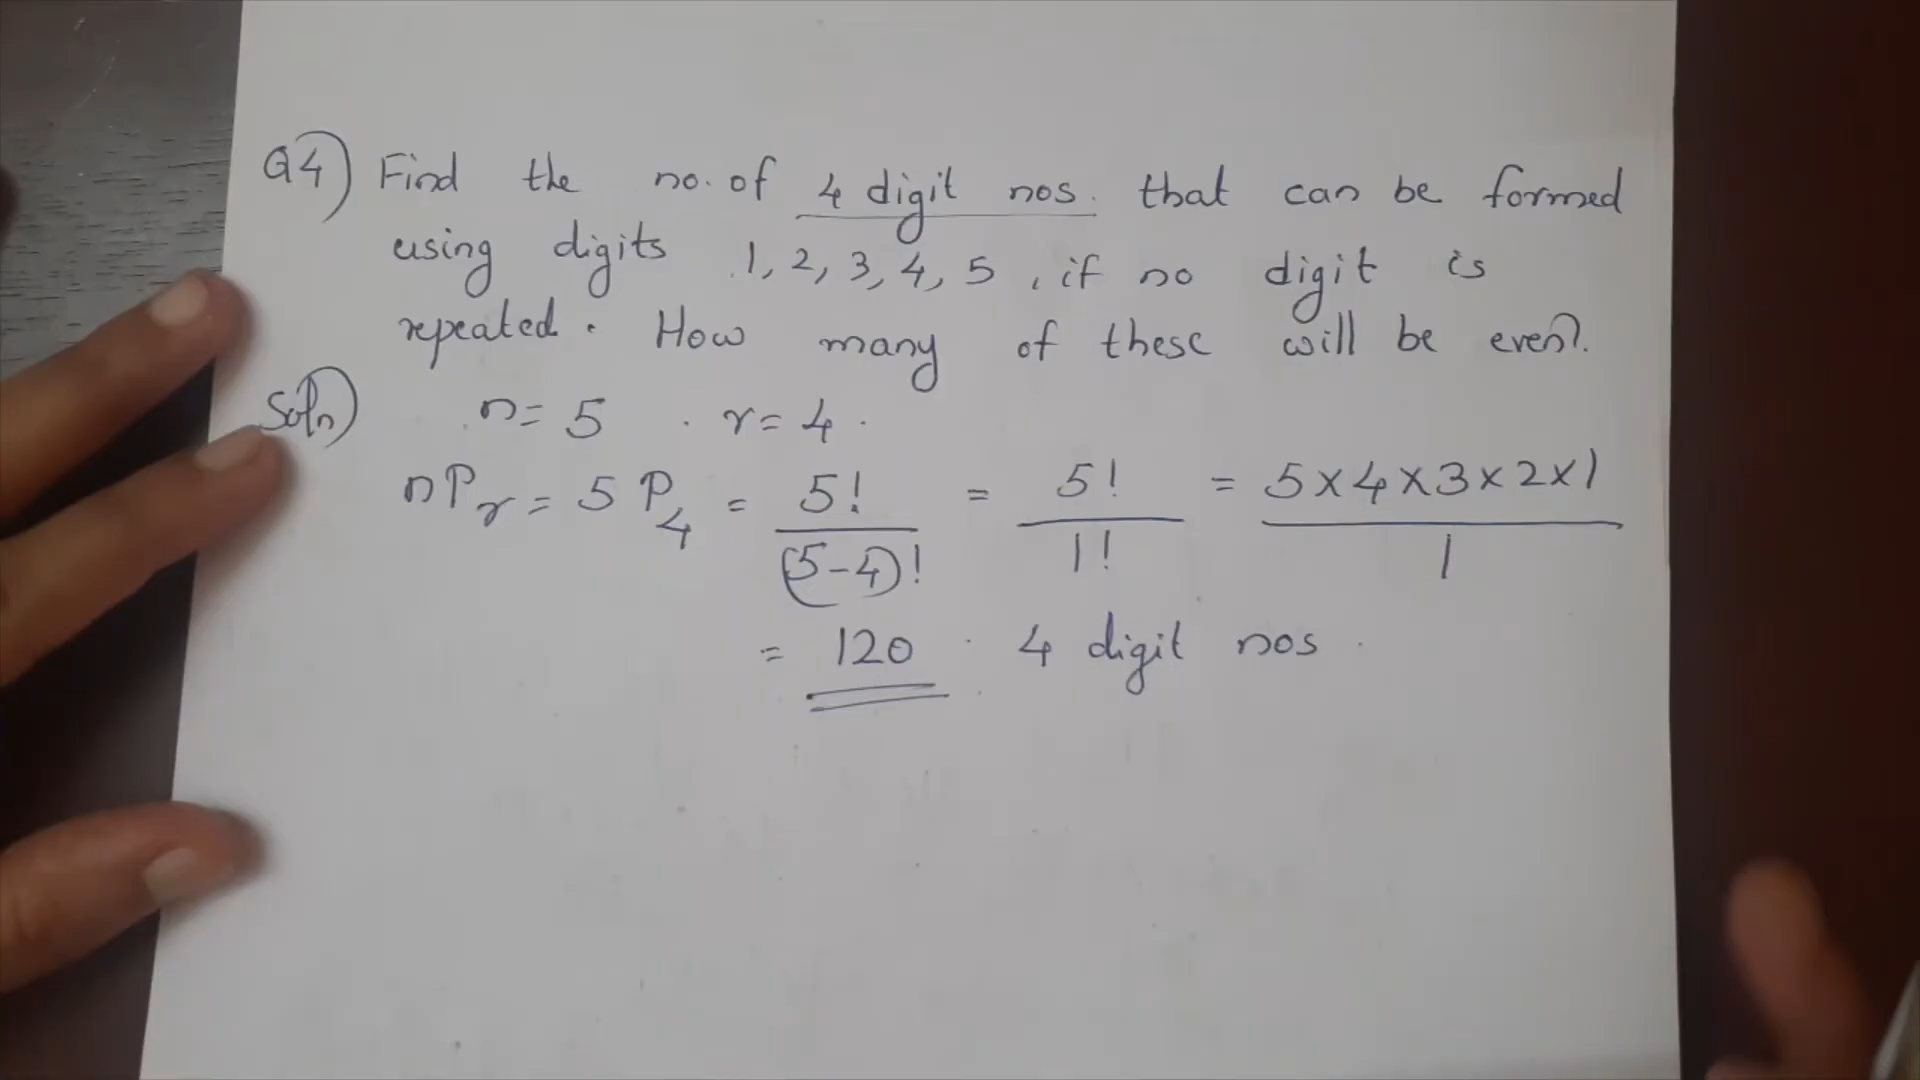 Q4) Find the no. of 4 digit nos. that can be formed
using digits 1, 2, 3, 4, 5, if no digit is
repeated. How many of these will be even?
Soln) n = 5 . r = 4.
nPr = 5P4 = 5!/(5-4)! = 5!/1! = 5×4×3×2×1/1
= 120 4 digit nos.